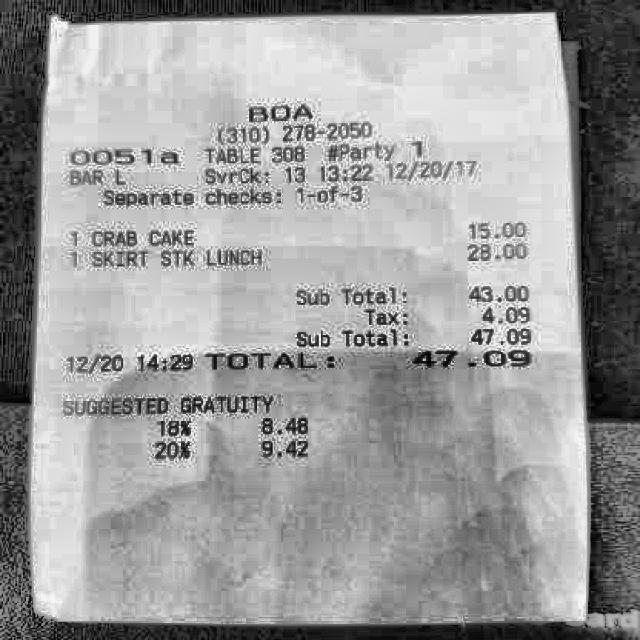 BOA
(310) 278-2050
0051a TABLE 308 #Party 1
BAR L SvrCk: 13 13:22 12/20/17
Separate checks: 1-of-3
1 CRAB CAKE 15.00
1 SKIRT STK LUNCH 28.00
Sub Total: 43.00
Tax: 4.09
Sub Total: 47.09
12/20 14:29 TOTAL: 47.09
SUGGESTED GRATUITY
18% 8.48
20% 9.42